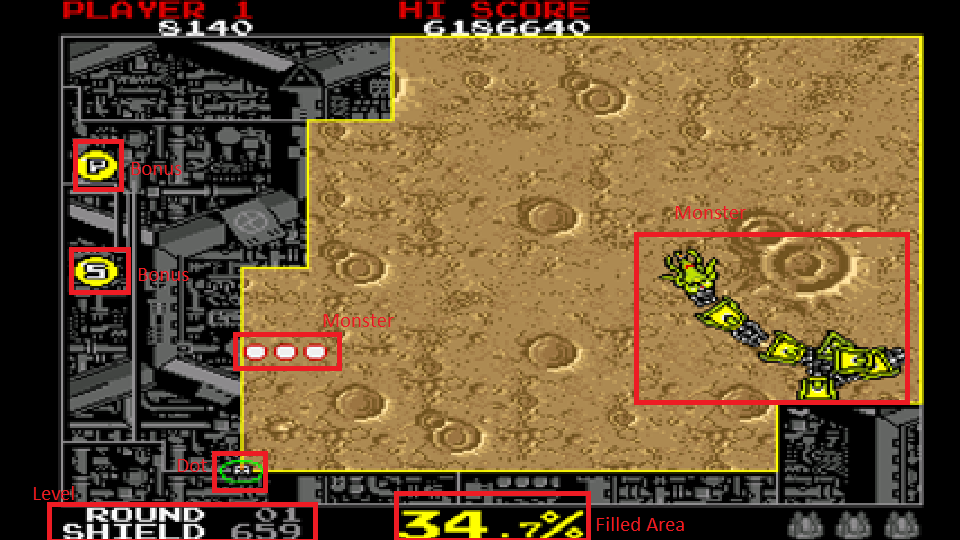 PLAYER 1 HI SCORE
8140 6186640
P Bonus
Monster
S Bonus
Monster
Dot
Level
ROUND 01
SHIELD 659
34.7% Filled Area